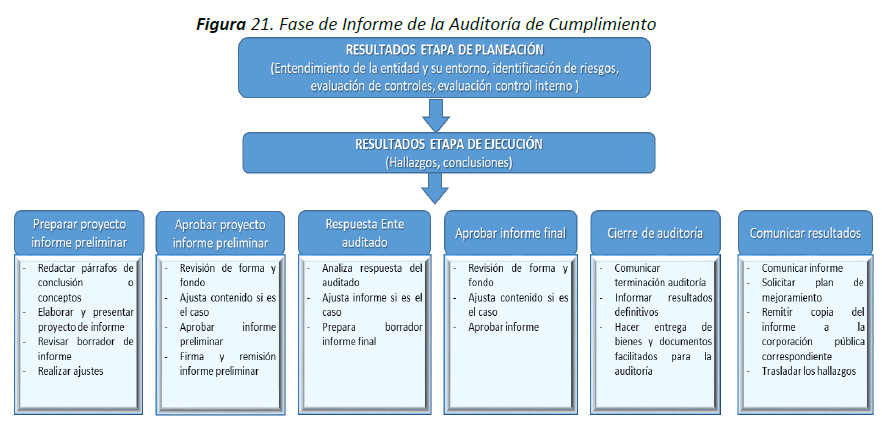 Figura 21. Fase de Informe de la Auditoría de Cumplimiento
RESULTADOS ETAPA DE PLANEACIÓN
(Entendimiento de la entidad y su entorno, identificación de riesgos,
evaluación de controles, evaluación control interno )
RESULTADOS ETAPA DE EJECUCIÓN
(Hallazgos, conclusiones)
Preparar proyecto
informe preliminar
- Redactar párrafos de
conclusión o
conceptos
- Elaborar y presentar
proyecto de informe
- Revisar borrador de
informe
- Realizar ajustes
Aprobar proyecto
informe preliminar
- Revisión de forma y
fondo
- Ajusta contenido si es
el caso
- Aprobar informe
preliminar
- Firma y remisión
informe preliminar
Respuesta Ente
auditado
- Analiza respuesta del
auditado
- Ajusta informe si es el
caso
- Prepara borrador
informe final
Aprobar informe final
- Revisión de forma y
fondo
- Ajusta contenido si es
el caso
- Aprobar informe
Cierre de auditoría
- Comunicar
terminación auditoría
- Informar resultados
definitivos
- Hacer entrega de
bienes y documentos
facilitados para la
auditoría
Comunicar resultados
- Comunicar informe
- Solicitar plan de
mejoramiento
- Remitir copia del
informe a la
corporación pública
correspondiente
- Trasladar los hallazgos